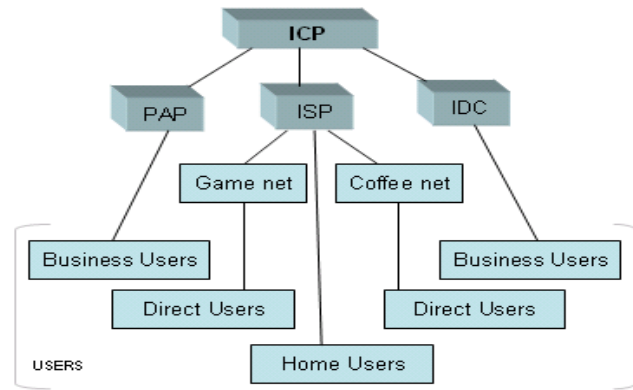 ICP
PAP
ISP
IDC
Game net
Coffee net
Business Users
Business Users
Direct Users
Direct Users
USERS
Home Users